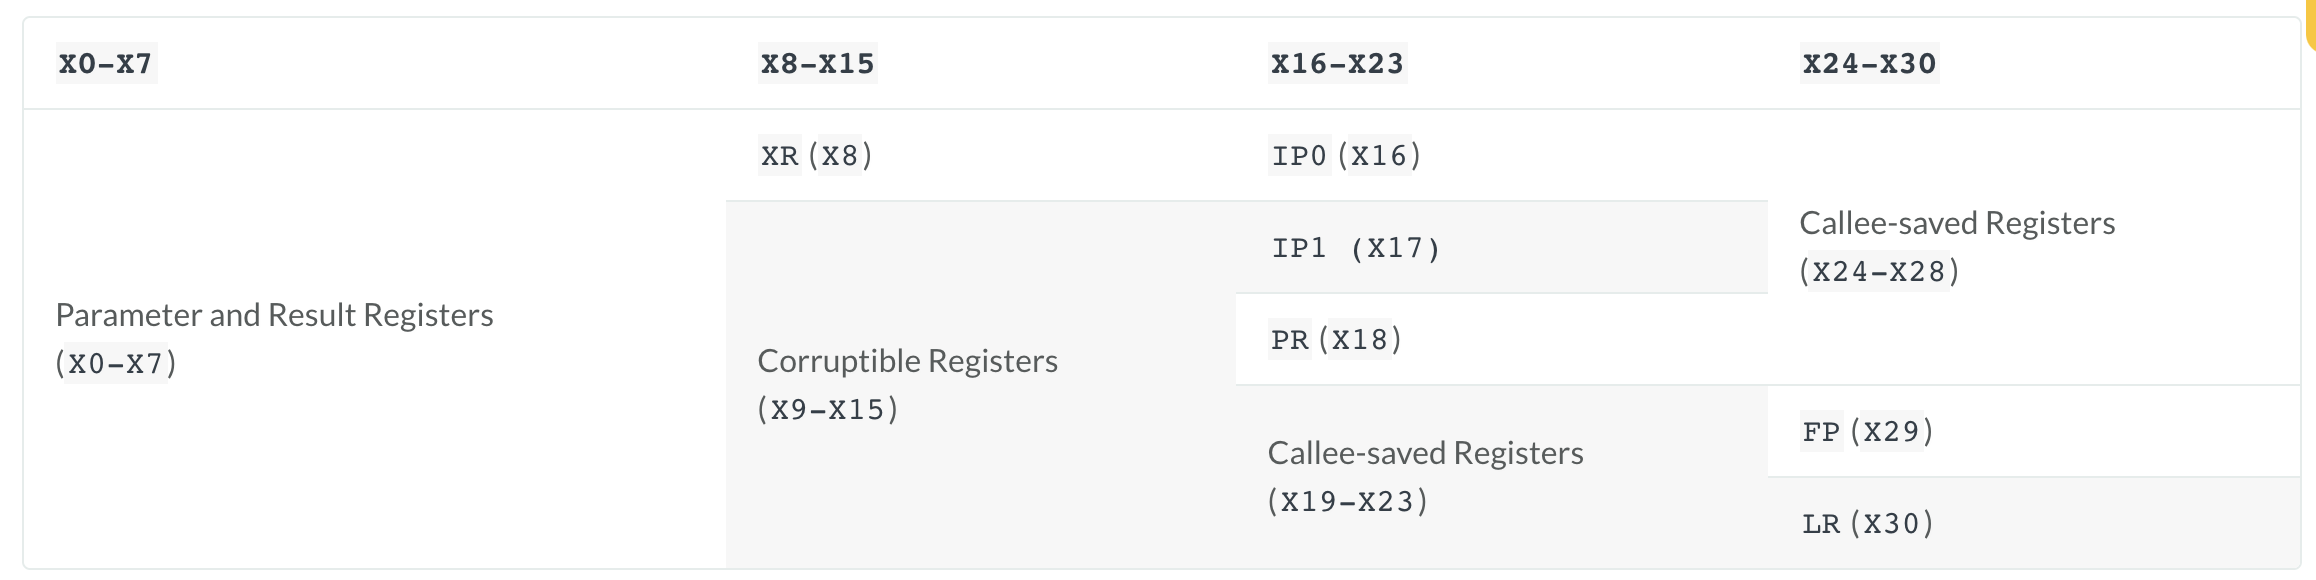 X0-X7
X8-X15
X16-X23
X24-X30
Parameter and Result Registers
(X0-X7)
XR (X8)
Corruptible Registers
(X9-X15)
IP0 (X16)
IP1 (X17)
PR (X18)
Callee-saved Registers
(X19-X23)
Callee-saved Registers
(X24-X28)
FP (X29)
LR (X30)